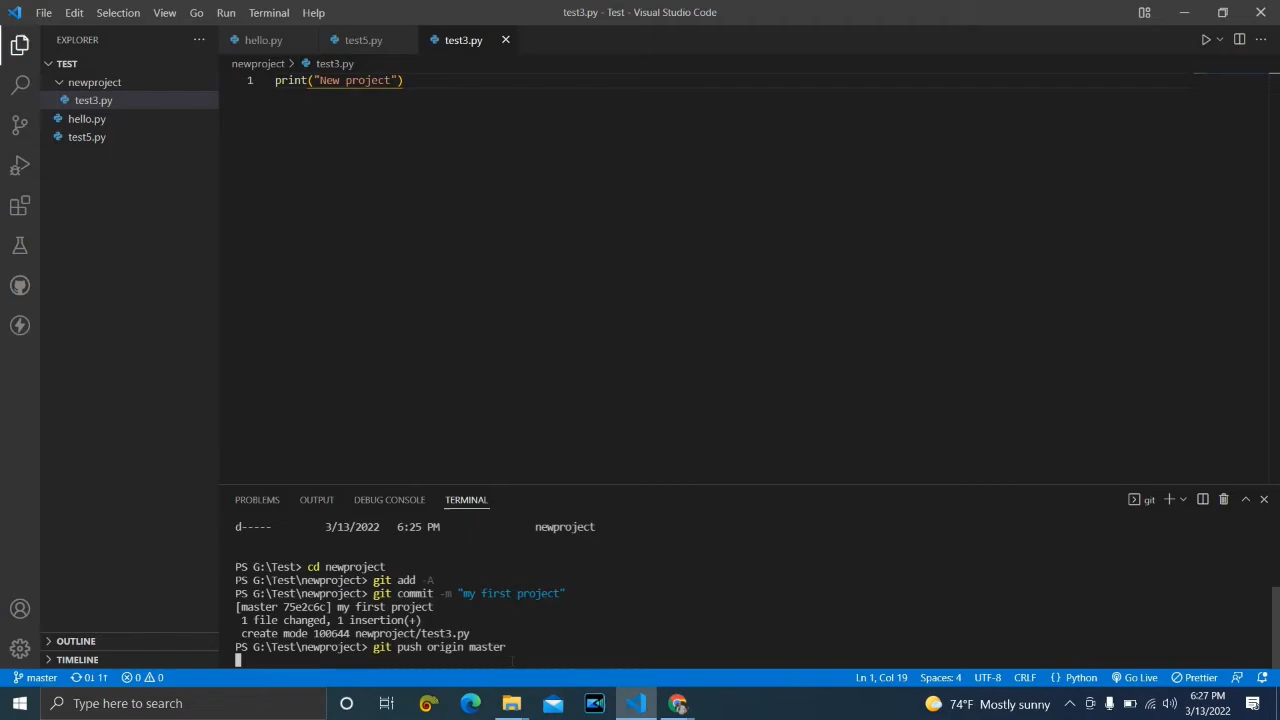 File Edit Selection View Go Run Terminal Help
test3.py - Test - Visual Studio Code
EXPLORER
hello.py
test5.py
test3.py
TEST
newproject
test3.py
hello.py
test5.py
newproject > test3.py
1 print("New project")
PROBLEMS OUTPUT DEBUG CONSOLE TERMINAL
git
d----- 3/13/2022 6:25 PM newproject
PS G:\Test> cd newproject
PS G:\Test\newproject> git add -A
PS G:\Test\newproject> git commit -m "my first project"
[master 75e2c6c] my first project
1 file changed, 1 insertion(+)
create mode 100644 newproject/test3.py
PS G:\Test\newproject> git push origin master
OUTLINE
TIMELINE
master 0↓ 1↑ 0 0
Ln 1, Col 19 Spaces: 4 UTF-8 CRLF {} Python Go Live Prettier
Type here to search
74°F Mostly sunny
6:27 PM
3/13/2022